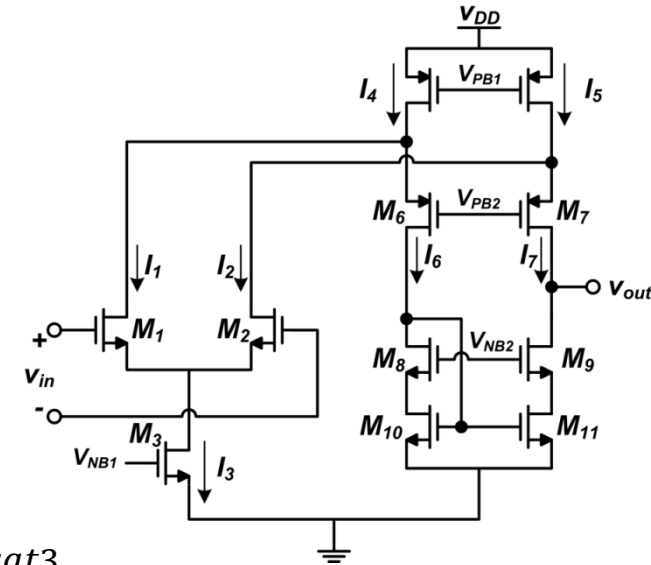 v_DD
V_PB1
I_4
I_5
V_PB2
M_6
M_7
I_6
I_7
I_1
I_2
v_out
+
M_1
M_2
v_in
M_8
V_NB2
M_9
-
M_3
M_10
M_11
V_NB1
I_3
at3